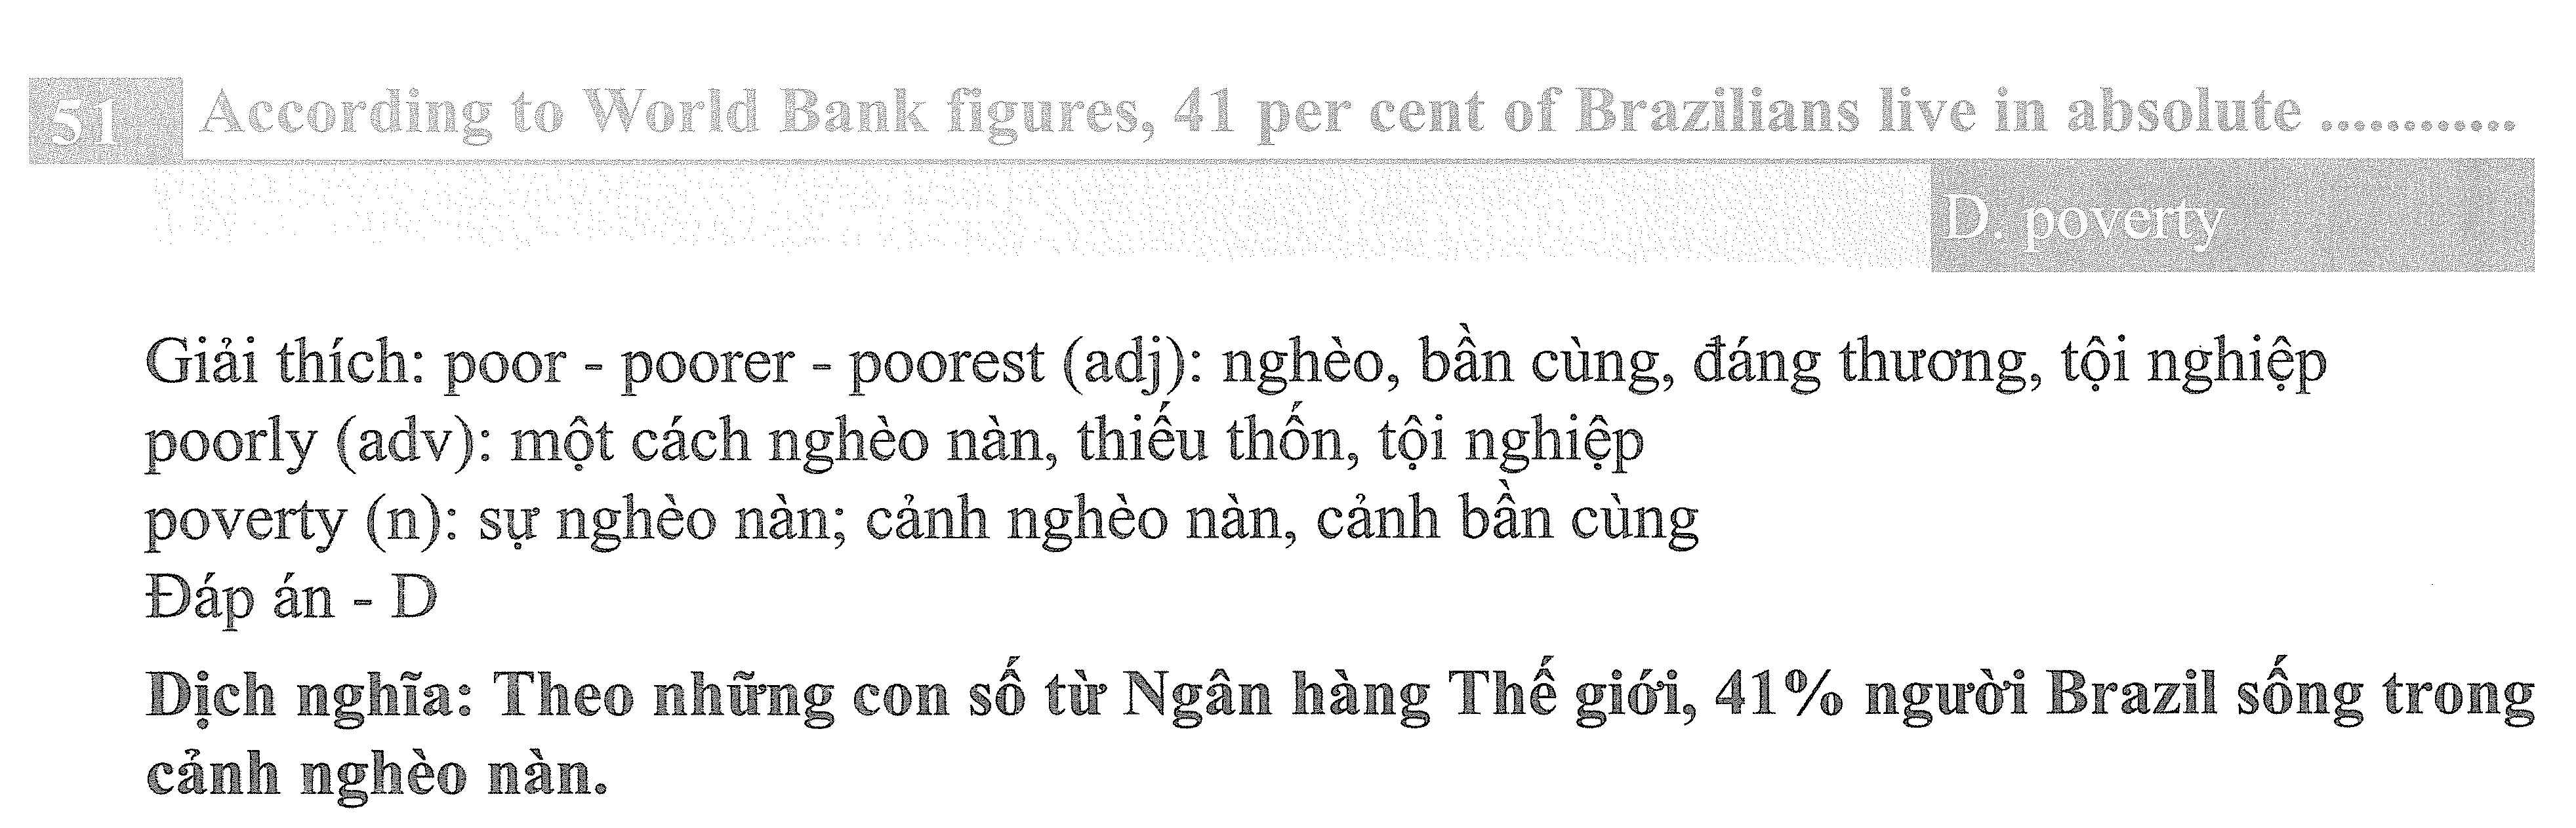 51 According to World Bank figures, 41 per cent of Brazilians live in absolute ............
D. poverty
Giải thích: poor - poorer - poorest (adj): nghèo, bần cùng, đáng thương, tội nghiệp
poorly (adv): một cách nghèo nàn, thiếu thốn, tội nghiệp
poverty (n): sự nghèo nàn; cảnh nghèo nàn, cảnh bần cùng
Đáp án - D
Dịch nghĩa: Theo những con số từ Ngân hàng Thế giới, 41% người Brazil sống trong
cảnh nghèo nàn.